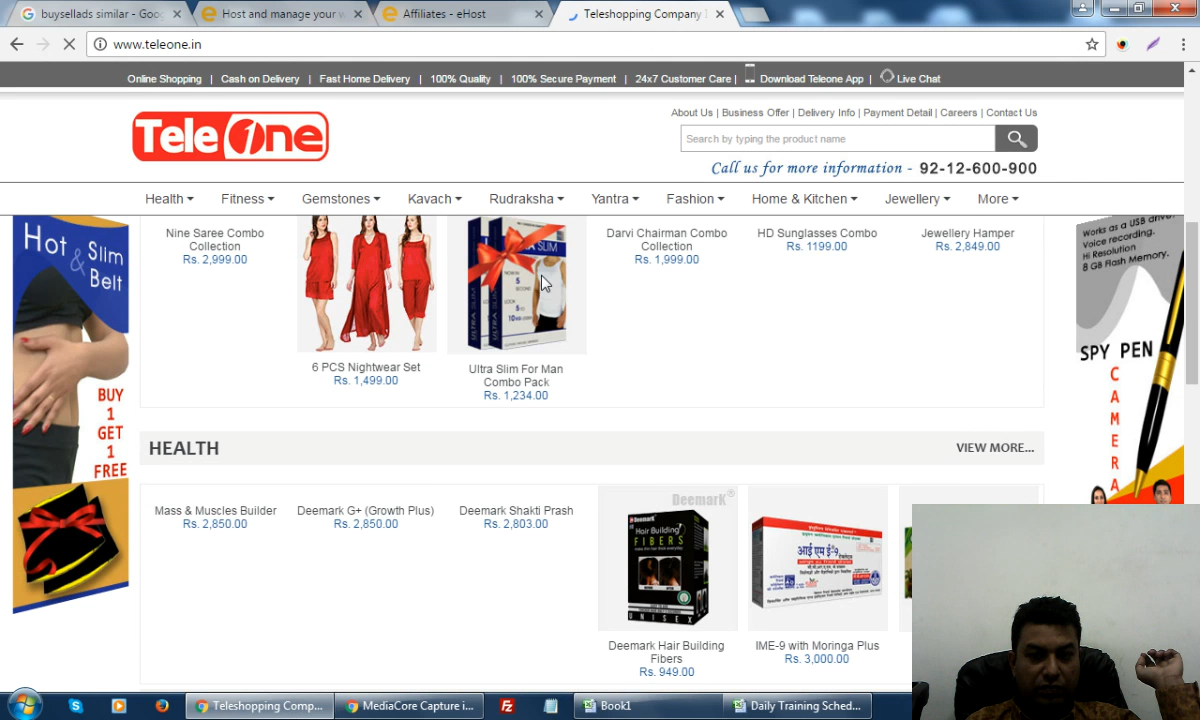 buysellads similar - Goo
Host and manage your w
Affiliates - eHost
Teleshopping Company
www.teleone.in
Online Shopping | Cash on Delivery | Fast Home Delivery | 100% Quality | 100% Secure Payment | 24x7 Customer Care | Download Teleone App | Live Chat
About Us | Business Offer | Delivery Info | Payment Detail | Careers | Contact Us
Tele One
Search by typing the product name
Call us for more information - 92-12-600-900
Health Fitness Gemstones Kavach Rudraksha Yantra Fashion Home & Kitchen Jewellery More
Hot & Slim
Belt
BUY
1
GET
1
FREE
Nine Saree Combo
Collection
Rs. 2,999.00
6 PCS Nightwear Set
Rs. 1,499.00
ULTRA SLIM
Ultra Slim For Man
Combo Pack
Rs. 1,234.00
Darvi Chairman Combo
Collection
Rs. 1,999.00
HD Sunglasses Combo
Rs. 1199.00
Jewellery Hamper
Rs. 2,849.00
Works as a USB drive
Voice recording.
Hi Resolution
8 GB Flash Memory.
SPY PEN
CAMERA
HEALTH
VIEW MORE...
Mass & Muscles Builder
Rs. 2,850.00
Deemark G+ (Growth Plus)
Rs. 2,850.00
Deemark Shakti Prash
Rs. 2,803.00
Deemark®
Deemark
Hair Building
FIBERS
UNISEX
Deemark Hair Building
Fibers
Rs. 949.00
आई एम ई-9
IME-9 with Moringa Plus
Rs. 3,000.00
Teleshopping Comp...
MediaCore Capture i...
Book1
Daily Training Sched...